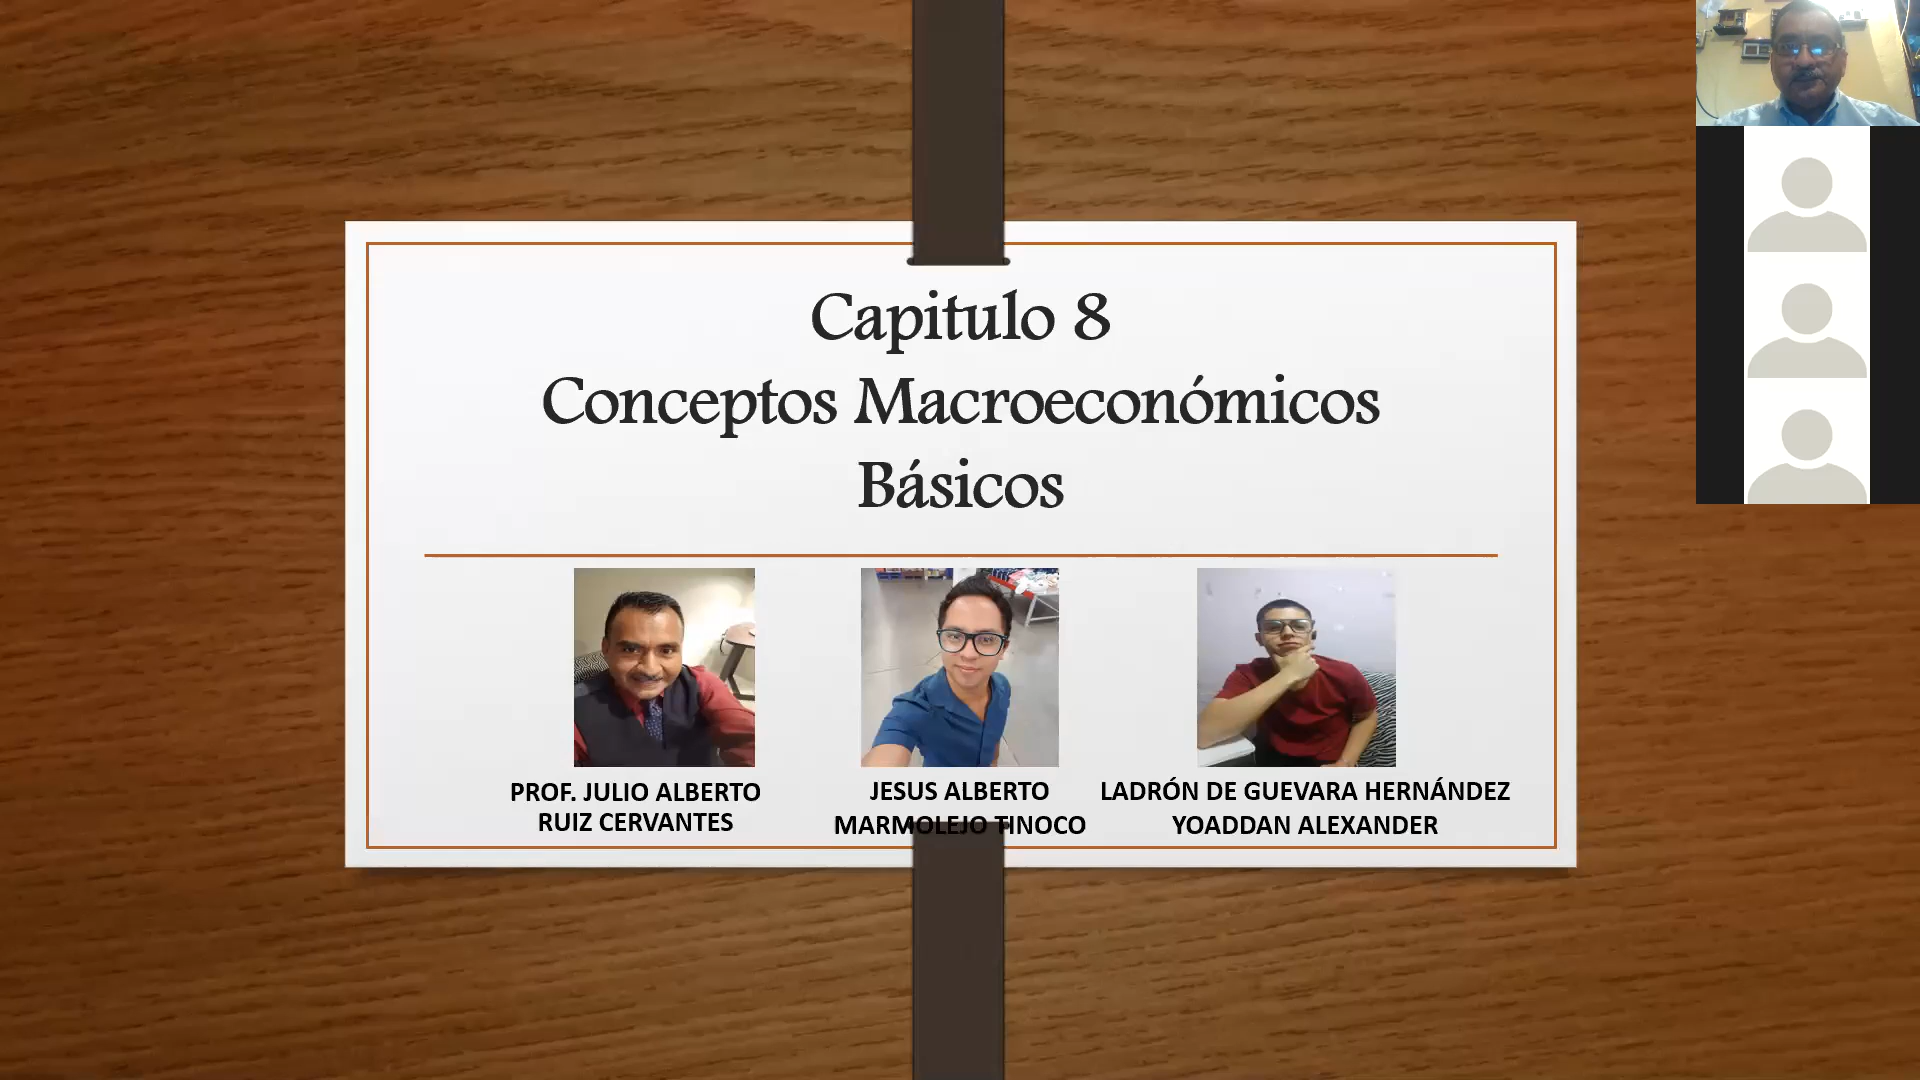 Capitulo 8
Conceptos Macroeconómicos
Básicos
PROF. JULIO ALBERTO
RUIZ CERVANTES
JESUS ALBERTO
MARMOLEJO TINOCO
LADRÓN DE GUEVARA HERNÁNDEZ
YOADDAN ALEXANDER